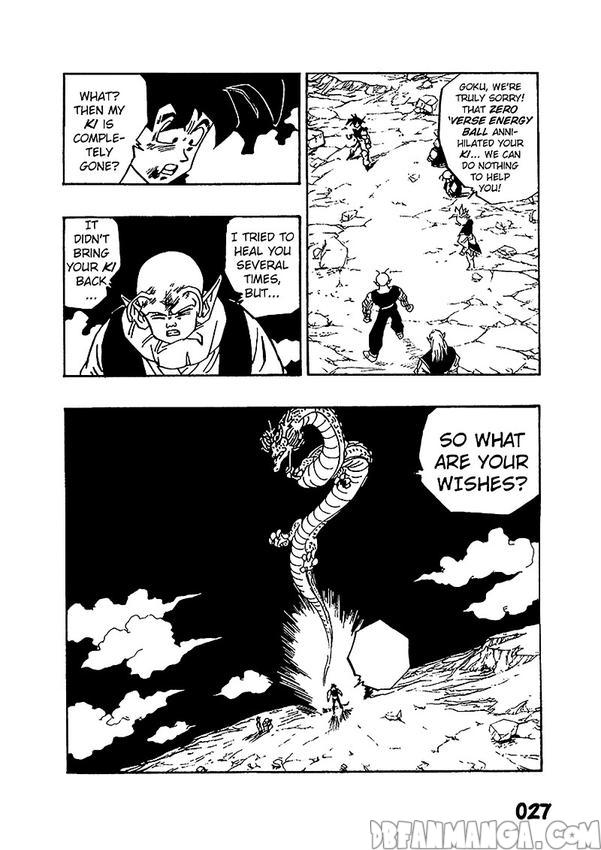 GOKU, WE'RE
TRULY SORRY!
THAT ZERO
'VERSE ENERGY
BALL ANNI-
HILATED YOUR
KI... WE CAN
DO NOTHING
TO HELP
YOU!
WHAT?
THEN MY
KI IS
COMPLE-
TELY
GONE?
I TRIED TO
HEAL YOU
SEVERAL
TIMES,
BUT...
IT
DIDN'T
BRING
YOUR KI
BACK
...
SO WHAT
ARE YOUR
WISHES?
027
DBFANMANGA.COM